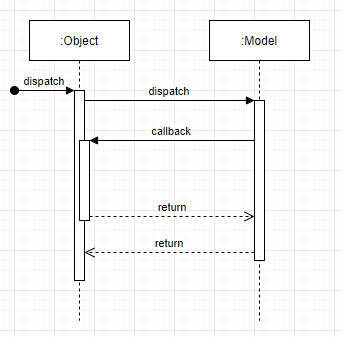 :Object
:Model
dispatch
dispatch
callback
return
return